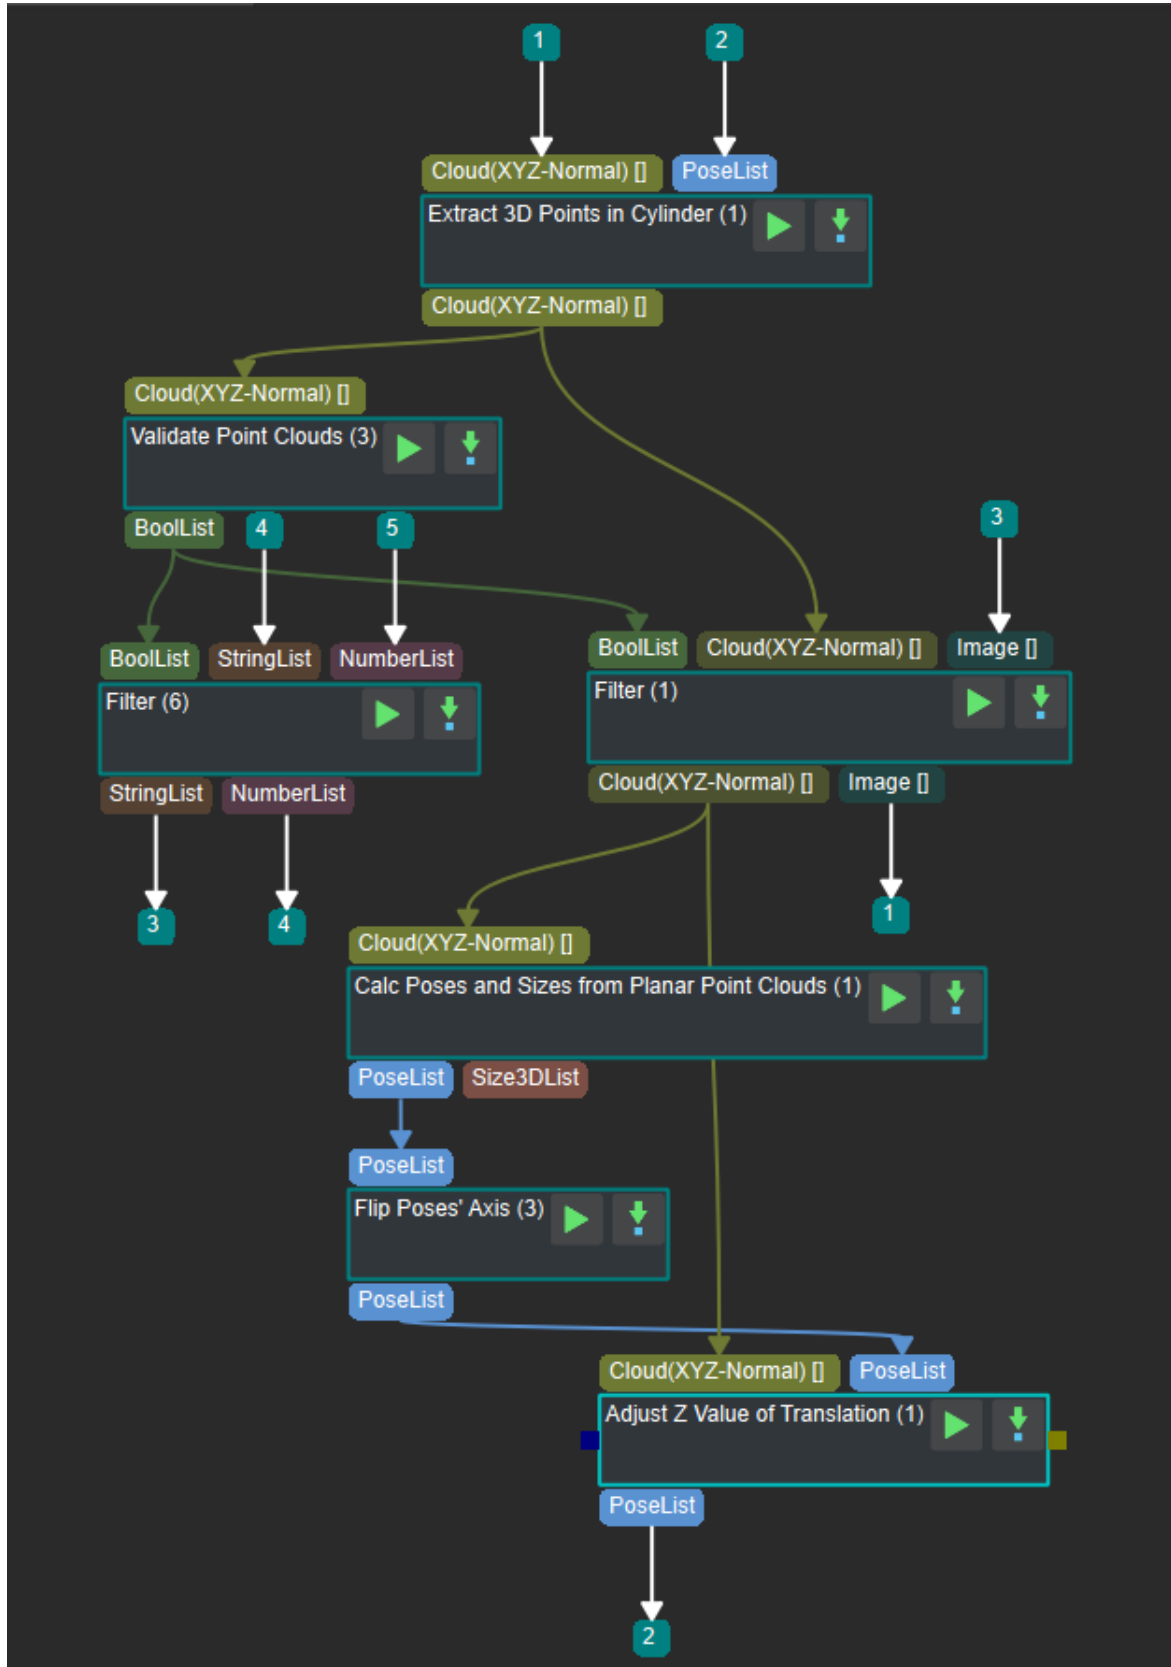 1 2
Cloud(XYZ-Normal) [] PoseList
Extract 3D Points in Cylinder (1)
Cloud(XYZ-Normal) []
Cloud(XYZ-Normal) []
Validate Point Clouds (3)
BoolList 4 5
3
BoolList StringList NumberList
Filter (6)
StringList NumberList
3 4
BoolList Cloud(XYZ-Normal) [] Image []
Filter (1)
Cloud(XYZ-Normal) [] Image []
1
Cloud(XYZ-Normal) []
Calc Poses and Sizes from Planar Point Clouds (1)
PoseList Size3DList
PoseList
Flip Poses' Axis (3)
PoseList
Cloud(XYZ-Normal) [] PoseList
Adjust Z Value of Translation (1)
PoseList
2